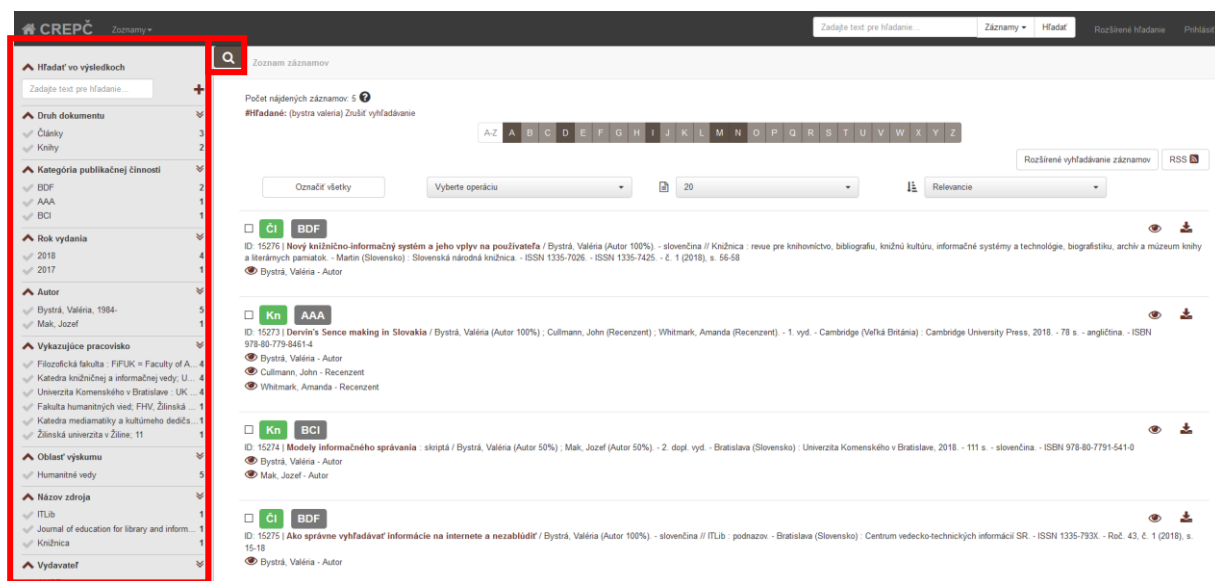 CREPČ Zoznamy
Zadajte text pre hľadanie... Záznamy Hľadať Rozšírené hľadanie Prihlásiť
Hľadať vo výsledkoch
Zadajte text pre hľadanie...
Druh dokumentu
Články 3
Knihy 2
Kategória publikačnej činnosti
BDF 2
AAA 1
BCI 1
Rok vydania
2018 4
2017 1
Autor
Bystrá, Valéria, 1984- 5
Mak, Jozef 1
Vykazujúce pracovisko
Filozofická fakulta : FiFUK = Faculty of A... 4
Katedra knižničnej a informačnej vedy; U... 4
Univerzita Komenského v Bratislave : UK ... 4
Fakulta humanitných vied; FHV, Žilinská ... 1
Katedra mediamatiky a kultúrneho dedičs... 1
Žilinská univerzita v Žiline; 11 1
Oblasť výskumu
Humanitné vedy 5
Názov zdroja
ITLib 1
Journal of education for library and inform... 1
Knižnica 1
Vydavateľ
Zoznam záznamov
Počet nájdených záznamov: 5
#Hľadané: (bystra valeria) Zrušiť vyhľadávanie
A-Z A B C D E F G H I J K L M N O P Q R S T U V W X Y Z
Rozšírené vyhľadávanie záznamov RSS
Označiť všetky Vyberte operáciu 20 Relevancie
Čl BDF
ID: 15276 | Nový knižnično-informačný systém a jeho vplyv na používateľa / Bystrá, Valéria (Autor 100%). - slovenčina // Knižnica : revue pre knihovníctvo, bibliografiu, knižnú kultúru, informačné systémy a technológie, biografistiku, archív a múzeum knihy
a literárnych pamiatok. - Martin (Slovensko) : Slovenská národná knižnica. - ISSN 1335-7026. - ISSN 1335-7425. - č. 1 (2018), s. 56-58
Bystrá, Valéria - Autor
Kn AAA
ID: 15273 | Dervin's Sence making in Slovakia / Bystrá, Valéria (Autor 100%) ; Cullmann, John (Recenzent) ; Whitmark, Amanda (Recenzent). - 1. vyd. - Cambridge (Veľká Británia) : Cambridge University Press, 2018. - 78 s. - angličtina. - ISBN
978-80-779-8461-4
Bystrá, Valéria - Autor
Cullmann, John - Recenzent
Whitmark, Amanda - Recenzent
Kn BCI
ID: 15274 | Modely informačného správania : skriptá / Bystrá, Valéria (Autor 50%) ; Mak, Jozef (Autor 50%). - 2. dopl. vyd. - Bratislava (Slovensko) : Univerzita Komenského v Bratislave, 2018. - 111 s. - slovenčina. - ISBN 978-80-7791-541-0
Bystrá, Valéria - Autor
Mak, Jozef - Autor
Čl BDF
ID: 15275 | Ako správne vyhľadávať informácie na internete a nezablúdiť / Bystrá, Valéria (Autor 100%). - slovenčina // ITLib : podnazov. - Bratislava (Slovensko) : Centrum vedecko-technických informácií SR. - ISSN 1335-793X. - Roč. 43, č. 1 (2018), s.
15-18
Bystrá, Valéria - Autor